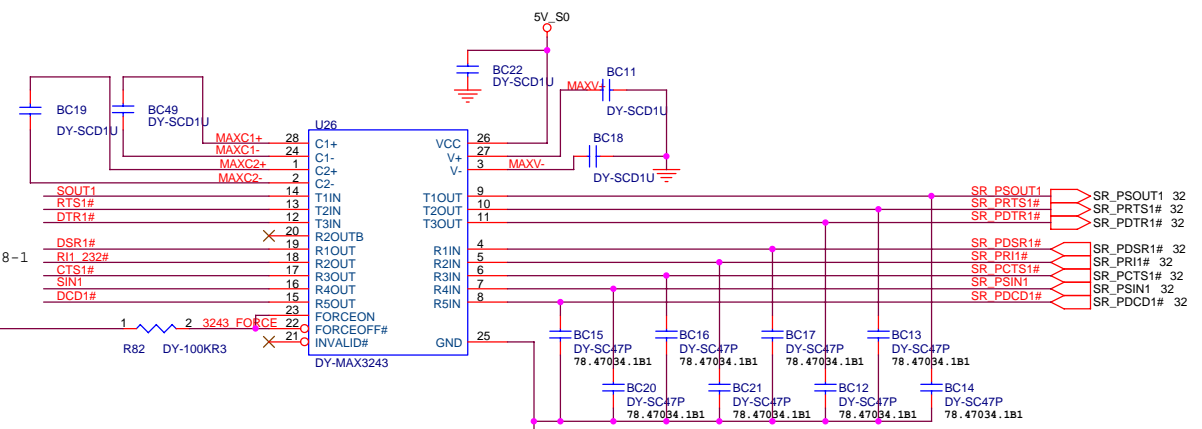 5V_S0
BC22
DY-SCD1U
BC11
MAXV+
DY-SCD1U
BC19
DY-SCD1U
BC49
DY-SCD1U
BC18
MAXV-
DY-SCD1U
U26
MAXC1+ 28 C1+
MAXC1- 24 C1-
MAXC2+ 1 C2+
MAXC2- 2 C2-
SOUT1 14 T1IN
RTS1# 13 T2IN
DTR1# 12 T3IN
20 R2OUTB
DSR1# 19 R1OUT
8-1
RI1_232# 18 R2OUT
CTS1# 17 R3OUT
SIN1 16 R4OUT
DCD1# 15 R5OUT
23 FORCEON
1 2 3243_FORCE 22 FORCEOFF#
21 INVALID#
R82 DY-100KR3
DY-MAX3243
VCC 26
V+ 27
V- 3
T1OUT 9 SR_PSOUT1 SR_PSOUT1 32
T2OUT 10 SR_PRTS1# SR_PRTS1# 32
T3OUT 11 SR_PDTR1# SR_PDTR1# 32
R1IN 4 SR_PDSR1# SR_PDSR1# 32
R2IN 5 SR_PRI1# SR_PRI1# 32
R3IN 6 SR_PCTS1# SR_PCTS1# 32
R4IN 7 SR_PSIN1 SR_PSIN1 32
R5IN 8 SR_PDCD1# SR_PDCD1# 32
GND 25
BC15
DY-SC47P
78.47034.1B1
BC16
DY-SC47P
78.47034.1B1
BC17
DY-SC47P
78.47034.1B1
BC13
DY-SC47P
78.47034.1B1
BC20
DY-SC47P
78.47034.1B1
BC21
DY-SC47P
78.47034.1B1
BC12
DY-SC47P
78.47034.1B1
BC14
DY-SC47P
78.47034.1B1